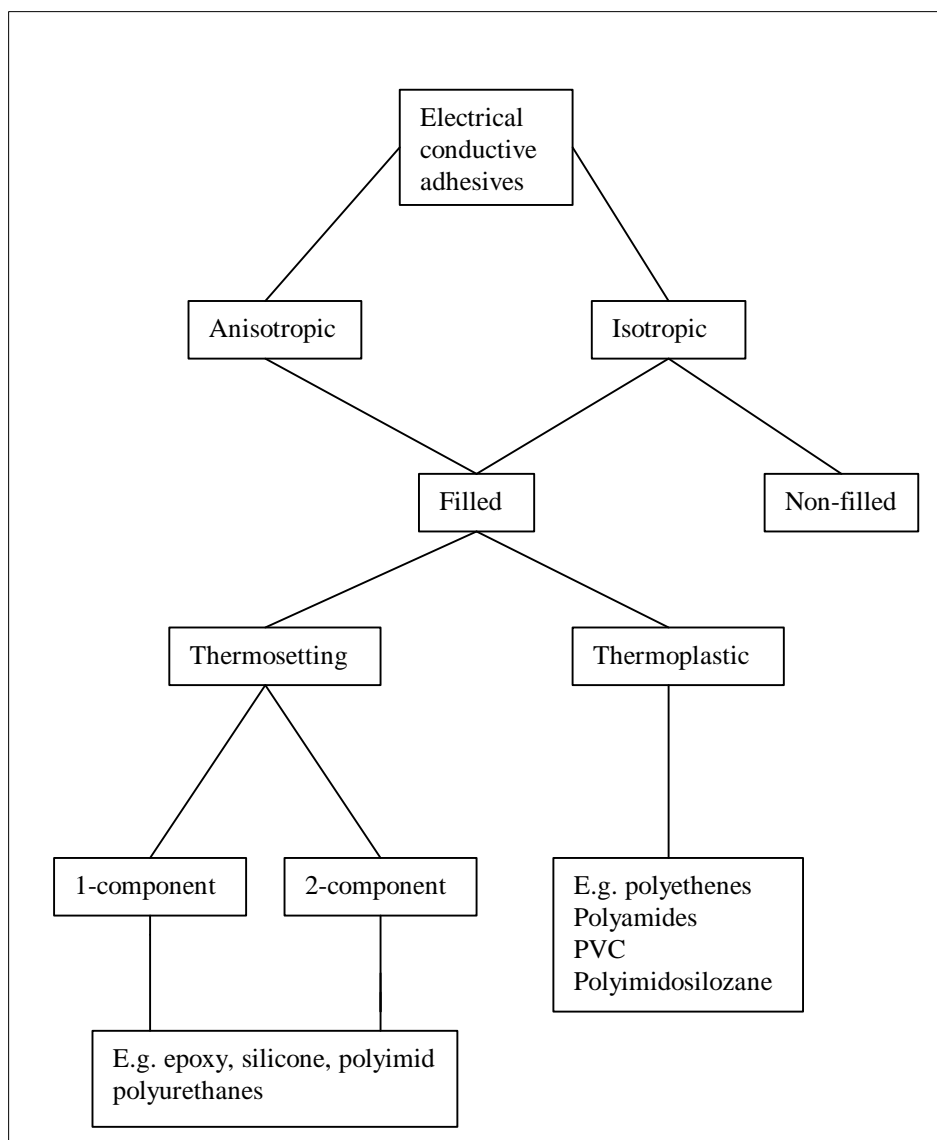 Electrical
conductive
adhesives
Anisotropic
Isotropic
Filled
Non-filled
Thermosetting
Thermoplastic
1-component
2-component
E.g. polyethenes
Polyamides
PVC
Polyimidosilozane
E.g. epoxy, silicone, polyimid
polyurethanes